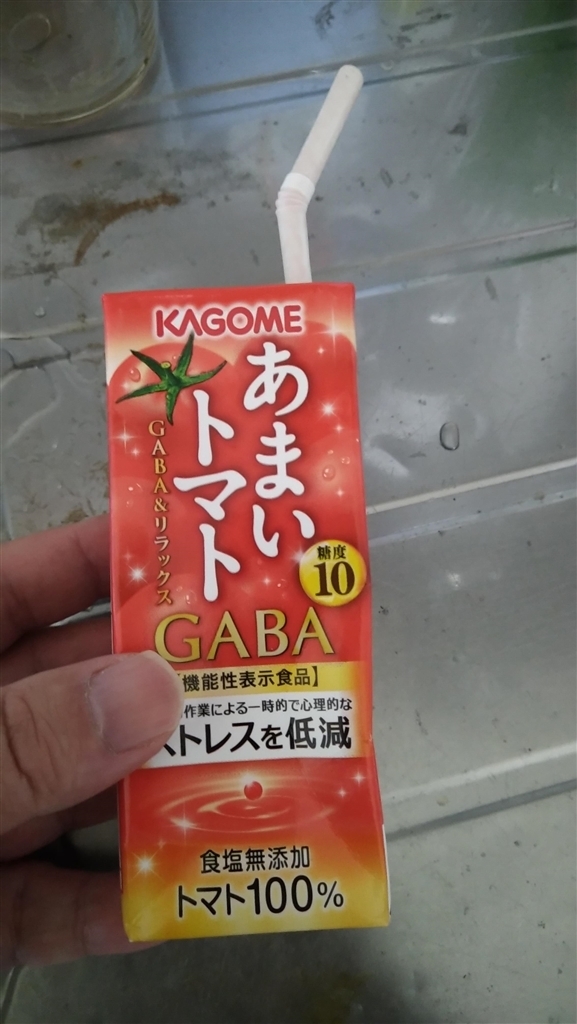 KAGOME
あまい
トマト
GABA&リラックス
糖度
10
GABA
機能性表示食品】
作業による一時的で心理的な
ストレスを低減
食塩無添加
トマト100%